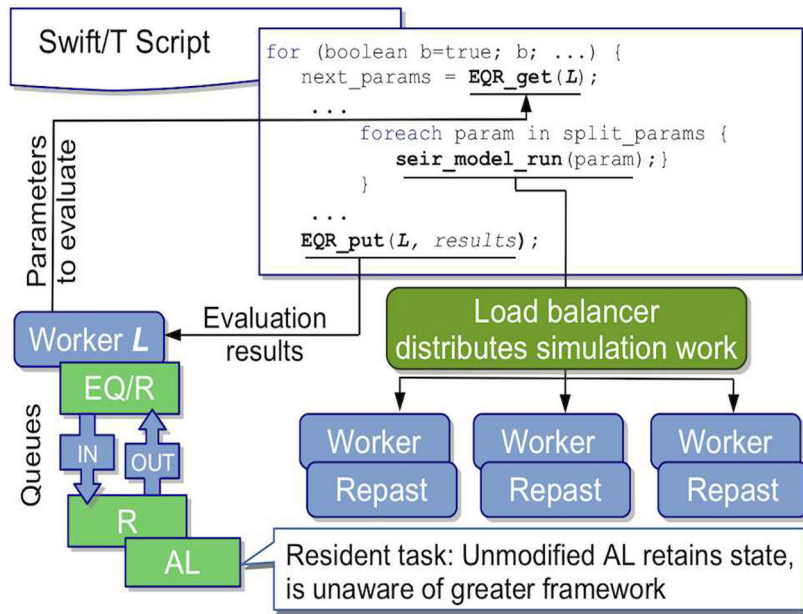 Swift/T Script
for (boolean b=true; b; ...) {
next_params = EQR_get(L);
...
foreach param in split_params {
seir_model_run(param);}
}
...
EQR_put(L, results);
Parameters
to evaluate
Evaluation
results
Worker L
EQ/R
Queues
IN
OUT
R
AL
Load balancer
distributes simulation work
Worker
Repast
Worker
Repast
Worker
Repast
Resident task: Unmodified AL retains state,
is unaware of greater framework